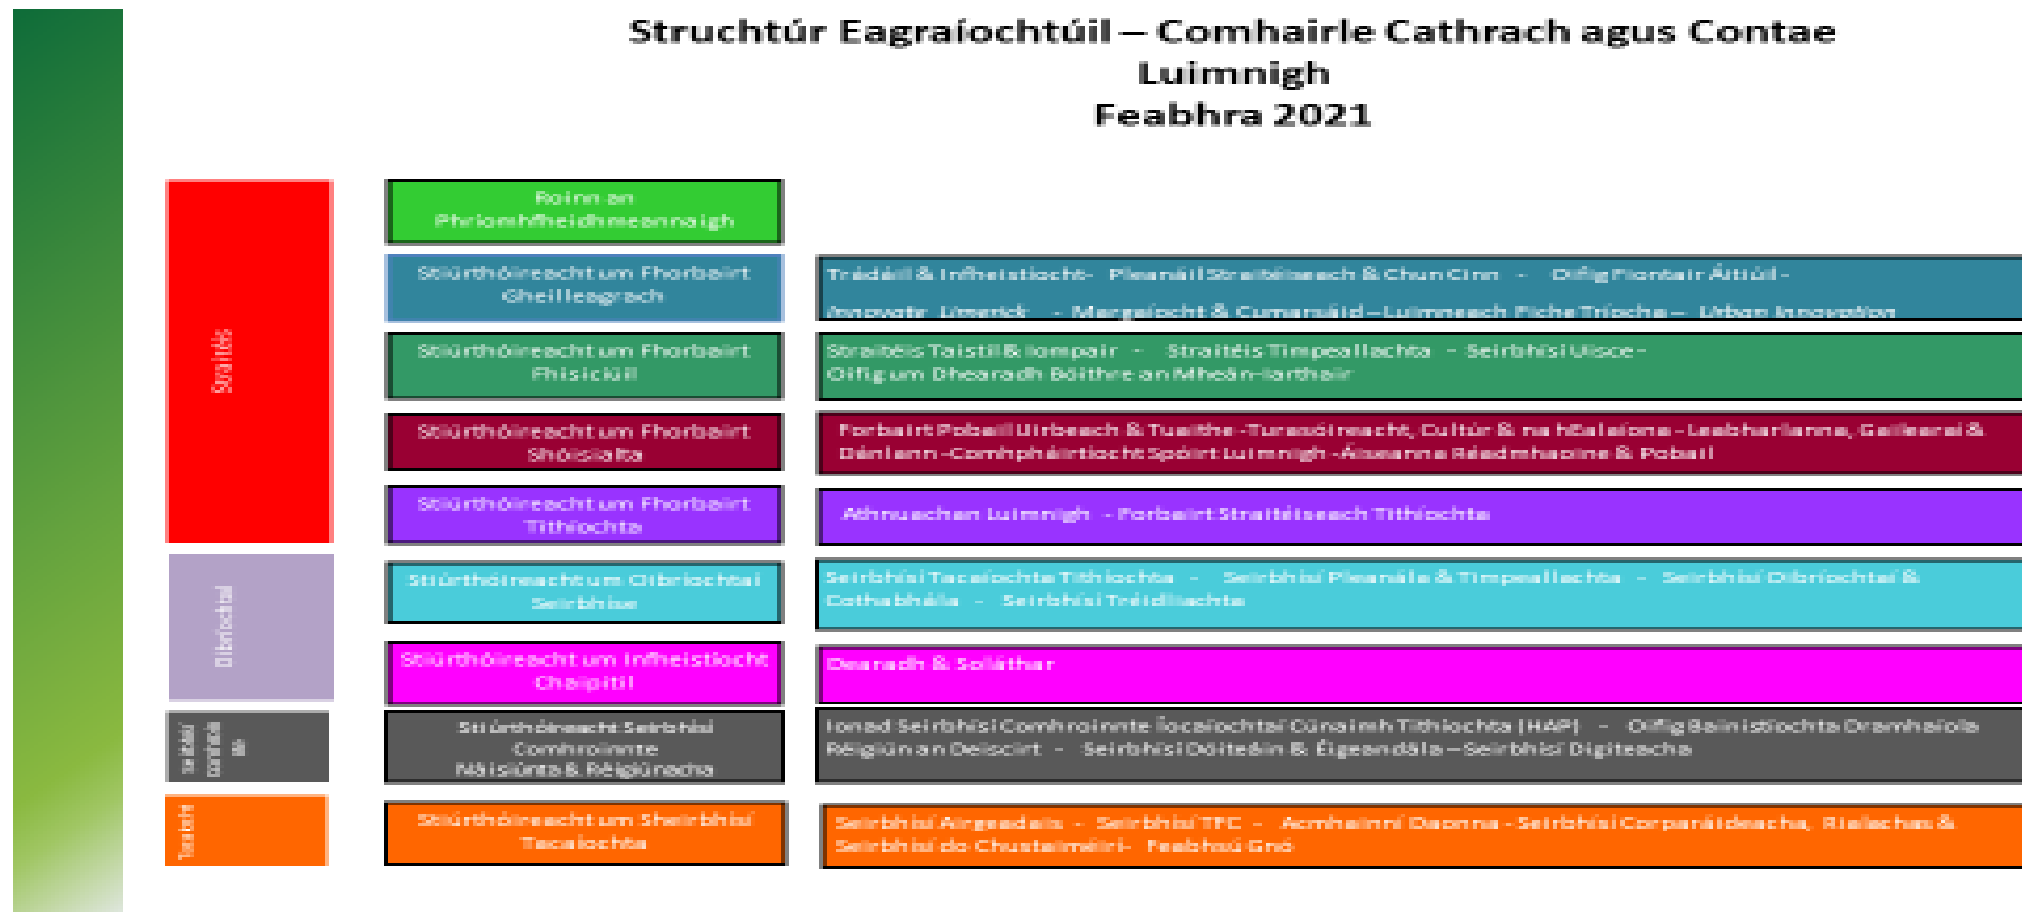 Struchtúr Eagraíochtúil – Comhairle Cathrach agus Contae
Luimnigh
Feabhra 2021
Straitéis
Roinn an
Phríomhfheidhmeannaigh
Stiúrthóireacht um Fhorbairt
Gheilleagrach
Trádáil & Infheistíocht- Pleanáil Straitéiseach & Chun Cinn - Oifig Fiontair Áitiúil -
Innovate Limerick - Margaíocht & Cumarsáid – Luimneach Fiche Tríocha – Urban Innovation
Stiúrthóireacht um Fhorbairt
Fhisiciúil
Straitéis Taistil & Iompair - Straitéis Timpeallachta - Seirbhísí Uisce -
Oifig um Dhearadh Bóithre an Mheán-Iarthair
Stiúrthóireacht um Fhorbairt
Shóisialta
Forbairt Pobail Uirbeach & Tuaithe -Turasóireacht, Cultúr & na hEalaíona - Leabharlanna, Gailearaí &
Dánlann -Comhpháirtíocht Spóirt Luimnigh -Áiseanna Réadmhaoine & Pobail
Stiúrthóireacht um Fhorbairt
Tithíochta
Athnuachan Luimnigh - Forbairt Straitéiseach Tithíochta
Oibríochtaí
Stiúrthóireacht um Oibríochtaí
Seirbhíse
Seirbhísí Tacaíochta Tithíochta - Seirbhísí Pleanála & Timpeallachta - Seirbhísí Oibríochtaí &
Cothabhála - Seirbhísí Tréidliachta
Stiúrthóireacht um Infheistíocht
Chaipitil
Dearadh & Soláthar
Stiúrthóireacht Seirbhísí
Comhroinnte
Náisiúnta & Réigiúnacha
Ionad Seirbhísí Comhroinnte Íocaíochtaí Cúnaimh Tithíochta (HAP) - Oifig Bainistíochta Dramhaíola
Réigiún an Deiscirt - Seirbhísí Dóiteáin & Éigeandála – Seirbhísí Digiteacha
Stiúrthóireacht um Sheirbhísí
Tacaíochta
Seirbhísí Airgeadais - Seirbhísí TFC - Acmhainní Daonna - Seirbhísí Corparáideacha, Rialachas &
Seirbhísí do Chustaiméirí- Feabhsú Gnó